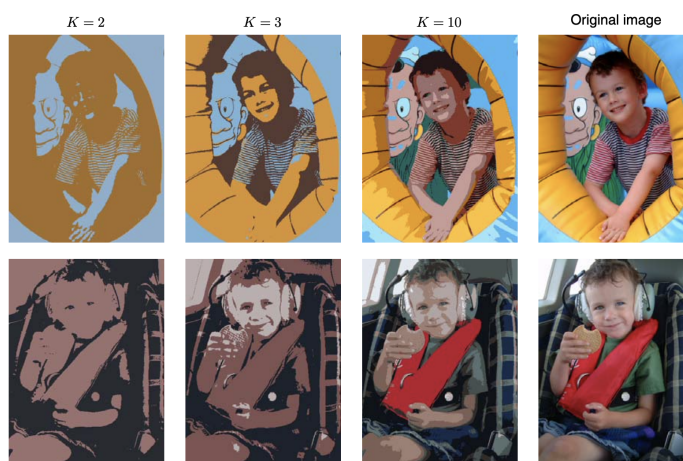 K = 2
K = 3
K = 10
Original image